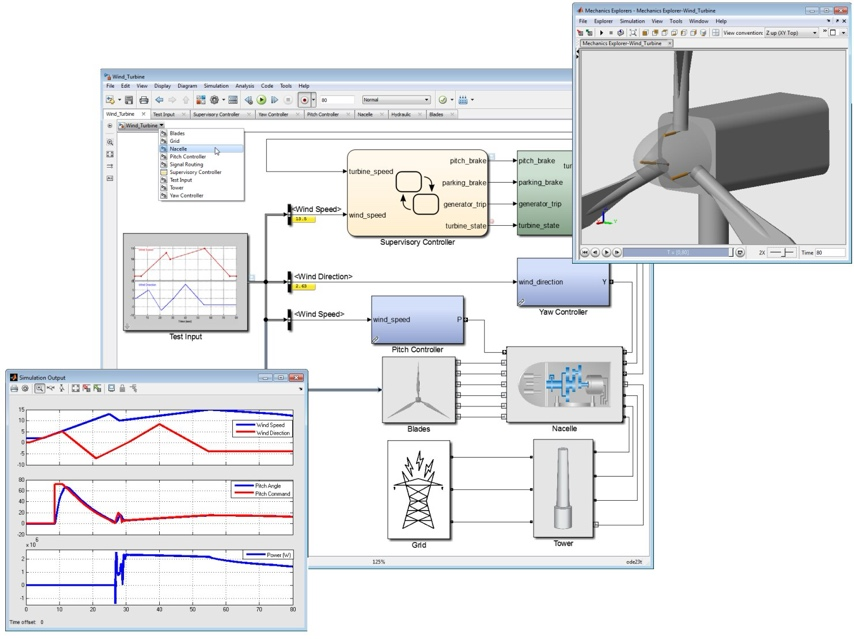 Mechanics Explorers - Mechanics Explorer-Wind_Turbine
File Explorer Simulation View Tools Window Help
View convention: Z up (XY Top)
Mechanics Explorer-Wind_Turbine
1X
2X
Time 80
Wind_Turbine
File Edit View Display Diagram Simulation Analysis Code Tools Help
80
Normal
Wind_Turbine Test Input Supervisory Controller Yaw Controller Pitch Controller Nacelle Hydraulic Blades
Wind_Turbine
Blades
Grid
Nacelle
Pitch Controller
Signal Routing
Supervisory Controller
Test Input
Tower
Yaw Controller
turbine_speed
wind_speed
pitch_brake
parking_brake
generator_trip
turbine_state
Supervisory Controller
pitch_brake
parking_brake
generator_trip
turbine_state
tur
<Wind Speed>
<Wind Direction>
2.63
<Wind Speed>
Test Input
wind_direction
Y
Yaw Controller
wind_speed
P
Pitch Controller
Blades
Nacelle
Grid
Tower
125%
ode23t
Simulation Output
15
10
5
0
-5
-10
Wind Speed
Wind Direction
80
60
40
20
0
-20
Pitch Angle
Pitch Command
x 10
6
2
1
0
-1
Power (W)
0 10 20 30 40 50 60 70 80
Time offset: 0